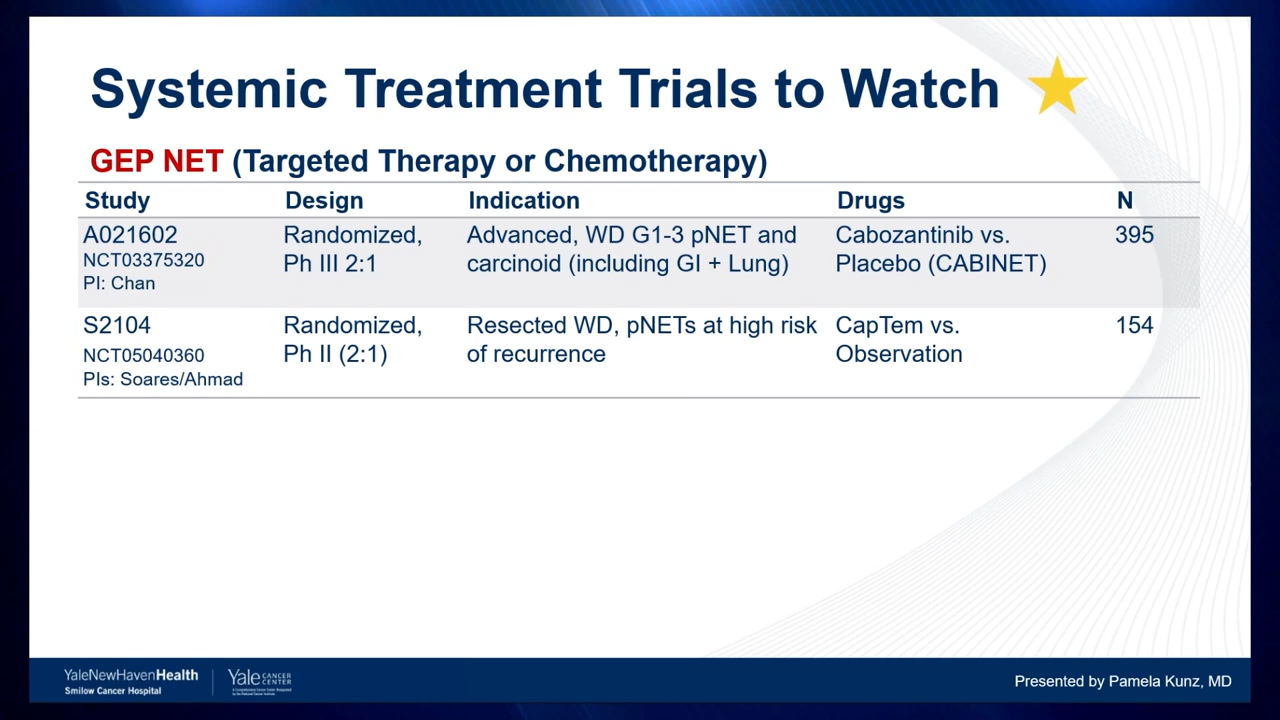 Systemic Treatment Trials to Watch
GEP NET (Targeted Therapy or Chemotherapy)
Study Design Indication Drugs N
A021602
NCT03375320
PI: Chan
Randomized,
Ph III 2:1
Advanced, WD G1-3 pNET and
carcinoid (including GI + Lung)
Cabozantinib vs.
Placebo (CABINET)
395
S2104
NCT05040360
PIs: Soares/Ahmad
Randomized,
Ph II (2:1)
Resected WD, pNETs at high risk
of recurrence
CapTem vs.
Observation
154
YaleNewHavenHealth
Smilow Cancer Hospital
Yale CANCER
CENTER
Presented by Pamela Kunz, MD